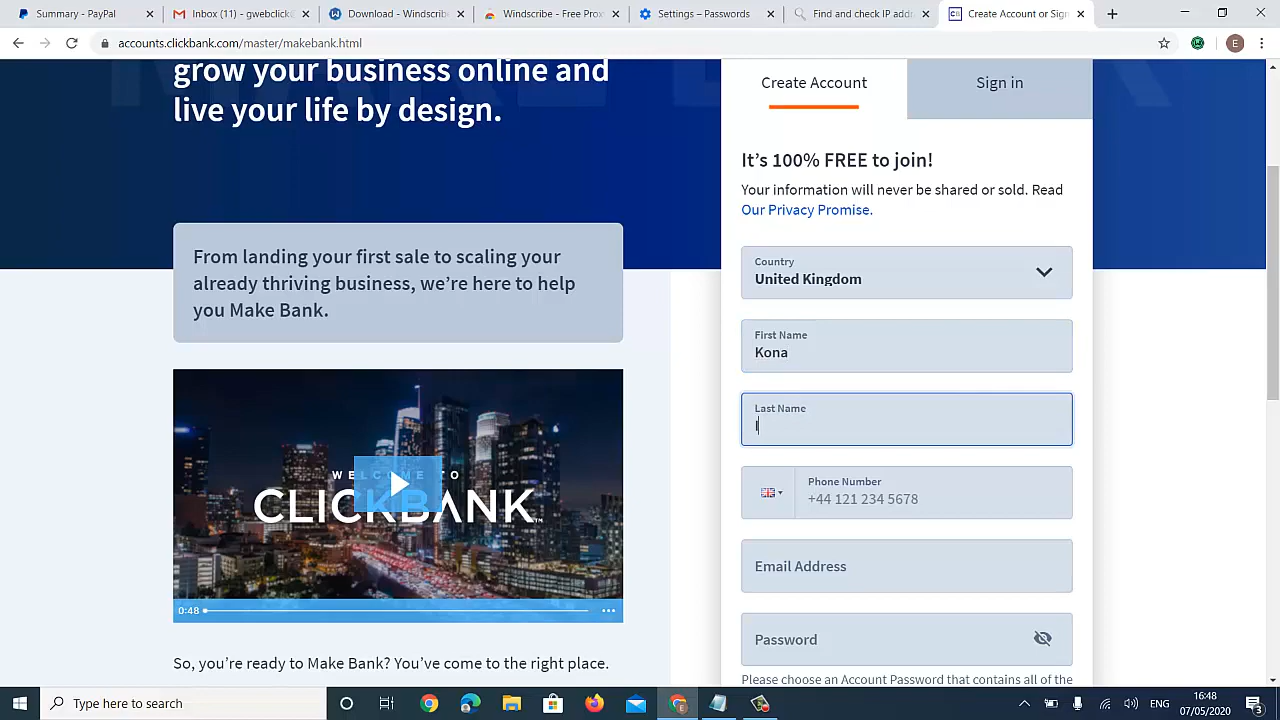 Summary - PayPal
Inbox (11) - gwebclick
Download - Windscribe
Windscribe - Free Pro
Settings – Passwords
Find and check IP addr
Create Account or Sign
accounts.clickbank.com/master/makebank.html
E
grow your business online and
live your life by design.
Create Account
Sign in
It's 100% FREE to join!
Your information will never be shared or sold. Read
Our Privacy Promise.
From landing your first sale to scaling your
already thriving business, we're here to help
you Make Bank.
Country
United Kingdom
First Name
Kona
Last Name
Phone Number
+44 121 234 5678
Email Address
Password
Please choose an Account Password that contains all of the
WELCOME TO
CLICKBANK™
0:48
So, you're ready to Make Bank? You've come to the right place.
Type here to search
ENG
16:48
07/05/2020
3